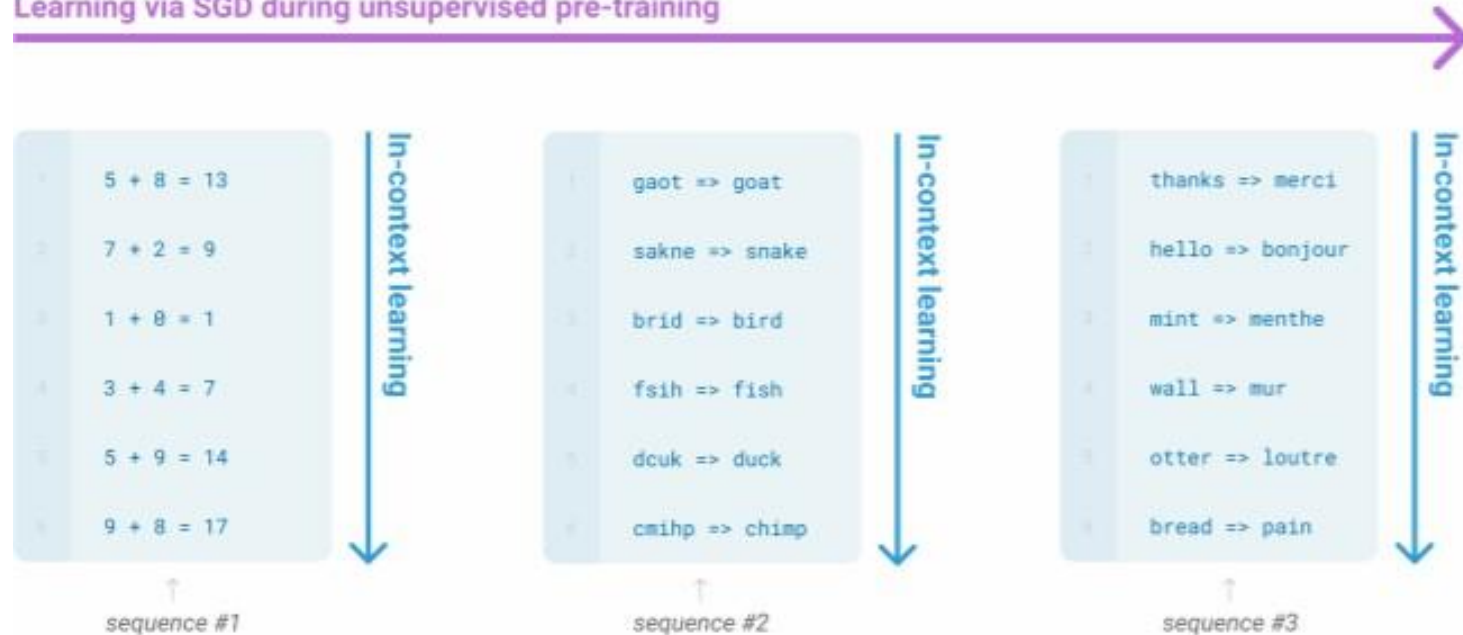 Learning via SGD during unsupervised pre-training
5 + 8 = 13
7 + 2 = 9
1 + 0 = 1
3 + 4 = 7
5 + 9 = 14
9 + 8 = 17
In-context learning
sequence #1
gaot => goat
sakne => snake
brid => bird
fsih => fish
dcuk => duck
cmihp => chimp
In-context learning
sequence #2
thanks => merci
hello => bonjour
mint => menthe
wall => mur
otter => loutre
bread => pain
In-context learning
sequence #3